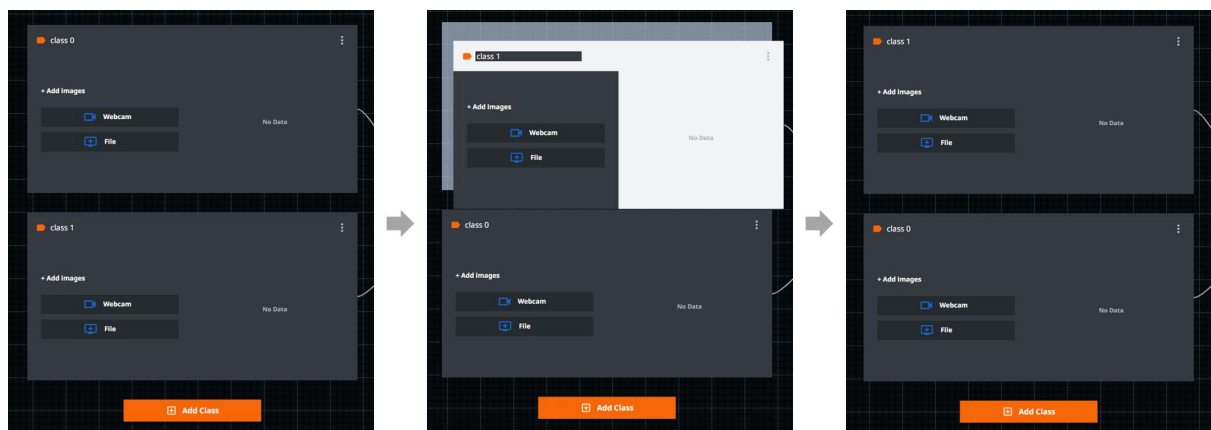 class 0
+ Add Images
Webcam
No Data
File
class 1
+ Add Images
Webcam
No Data
File
Add Class
class 1
+ Add Images
Webcam
No Data
File
class 0
+ Add Images
Webcam
No Data
File
Add Class
class 1
+ Add Images
Webcam
No Data
File
class 0
+ Add Images
Webcam
No Data
File
Add Class